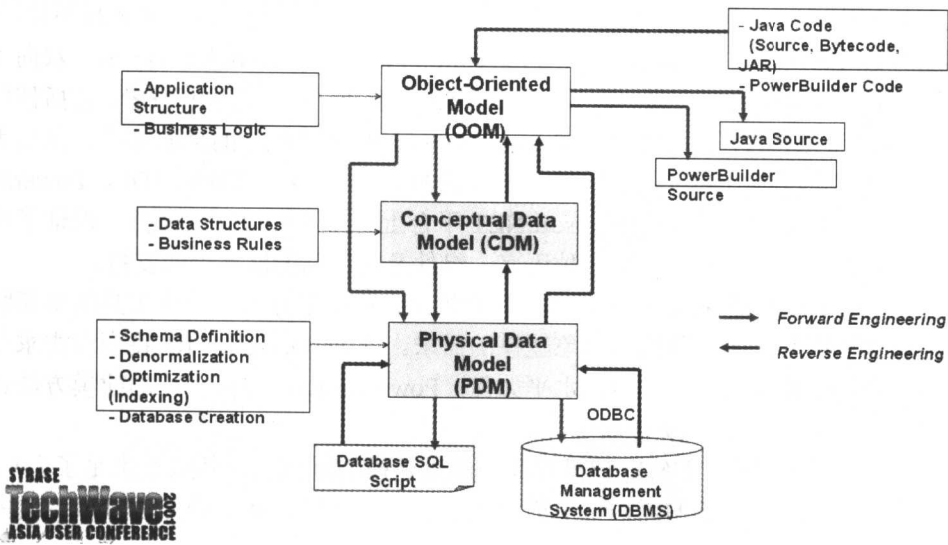 - Java Code
(Source, Bytecode,
JAR)
- PowerBuilder Code
Object-Oriented
Model
(OOM)
- Application
Structure
- Business Logic
Java Source
PowerBuilder
Source
Conceptual Data
Model (CDM)
- Data Structures
- Business Rules
Forward Engineering
Reverse Engineering
- Schema Definition
- Denormalization
- Optimization
(Indexing)
- Database Creation
Physical Data
Model
(PDM)
ODBC
Database SQL
Script
Database
Management
System (DBMS)
SYBASE
TechWave
2001
ASIA USER CONFERENCE